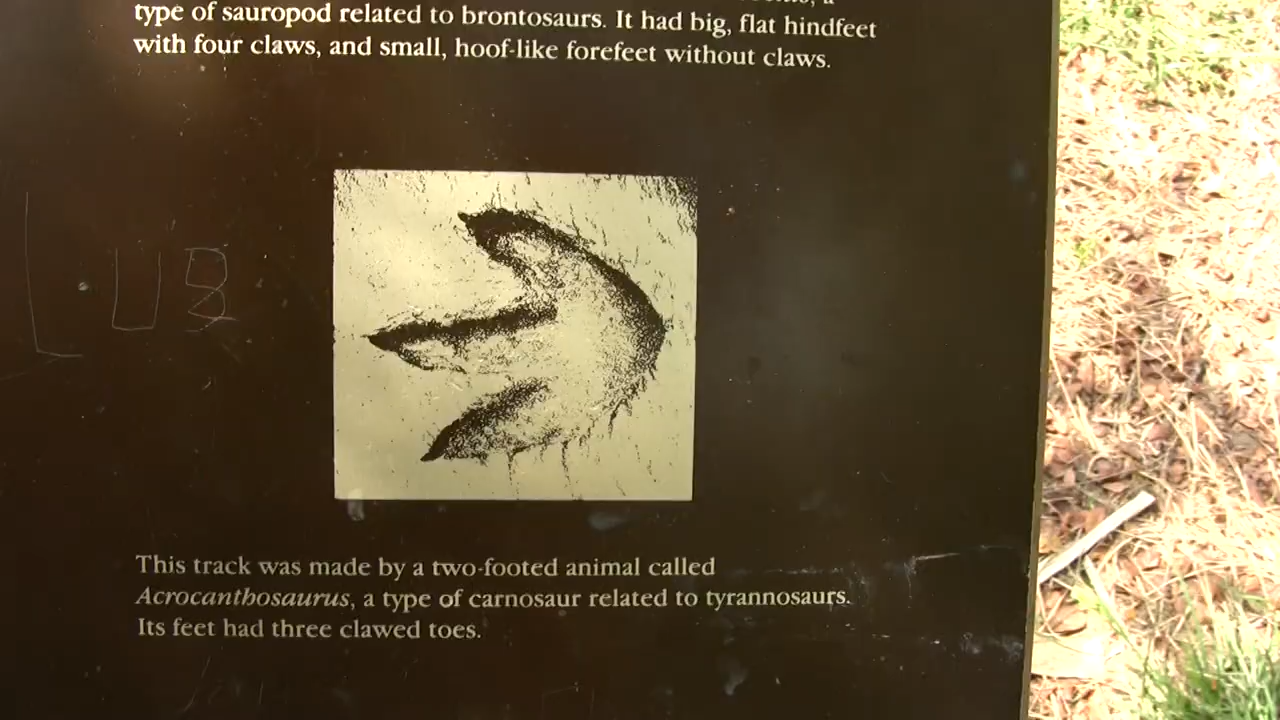 type of sauropod related to brontosaurs. It had big, flat hindfeet
with four claws, and small, hoof-like forefeet without claws.
LUB
This track was made by a two-footed animal called
Acrocanthosaurus, a type of carnosaur related to tyrannosaurs.
Its feet had three clawed toes.